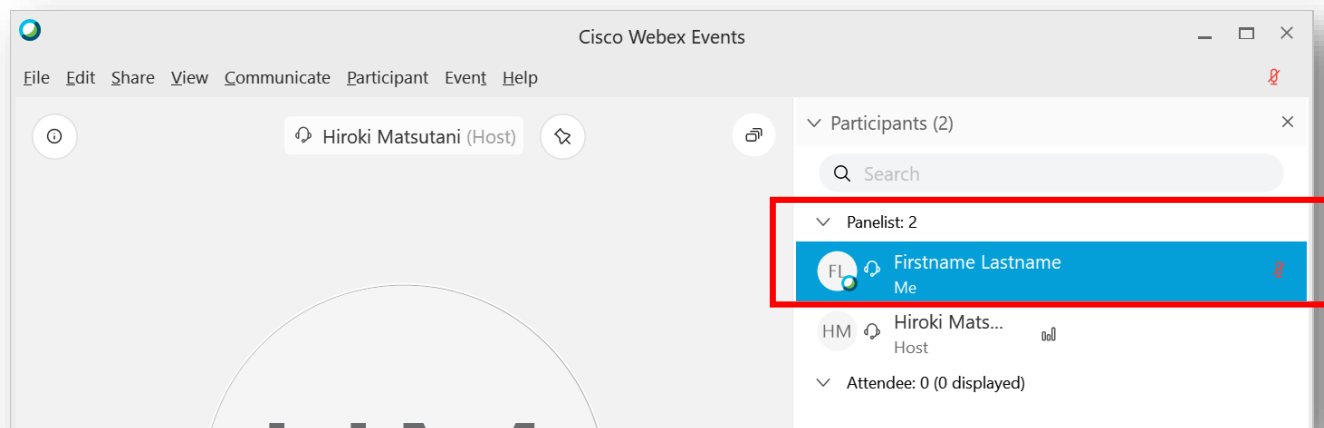 Cisco Webex Events
File Edit Share View Communicate Participant Event Help
Hiroki Matsutani (Host)
Participants (2)
Search
Panelist: 2
FL
Firstname Lastname
Me
HM
Hiroki Mats...
Host
Attendee: 0 (0 displayed)